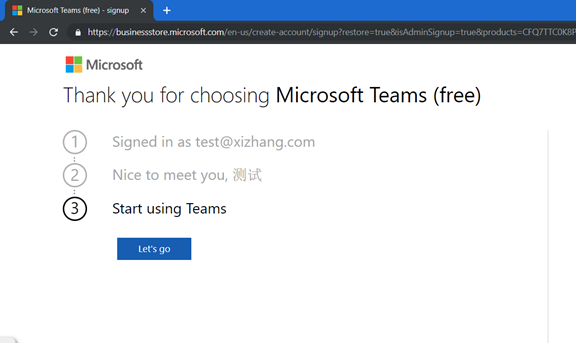 Microsoft Teams (free) - signup
https://businessstore.microsoft.com/en-us/create-account/signup?restore=true&isAdminSignup=true&products=CFQ7TTC0K8P
Microsoft
Thank you for choosing Microsoft Teams (free)
1 Signed in as test@xizhang.com
2 Nice to meet you, 测试
3 Start using Teams
Let's go